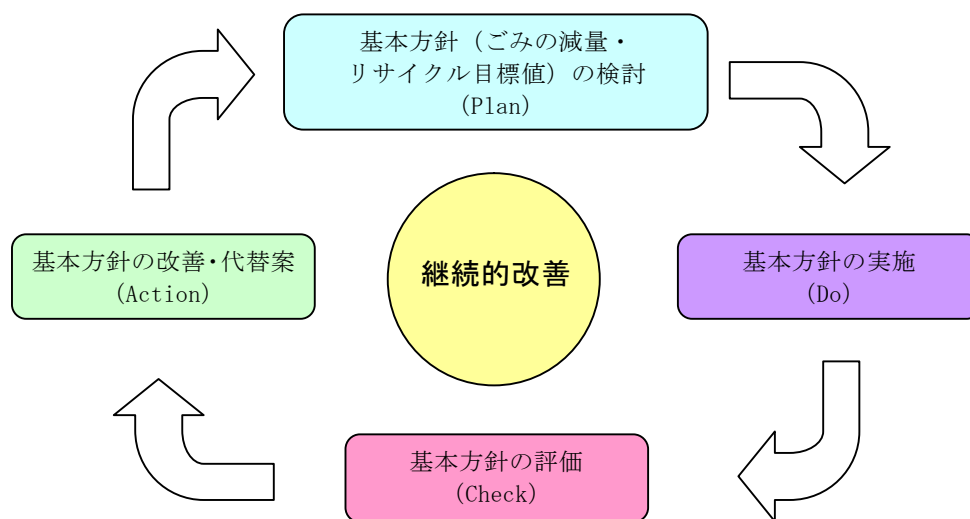 基本方針（ごみの減量・
リサイクル目標値）の検討
(Plan)
基本方針の改善・代替案
(Action)
継続的改善
基本方針の実施
(Do)
基本方針の評価
(Check)